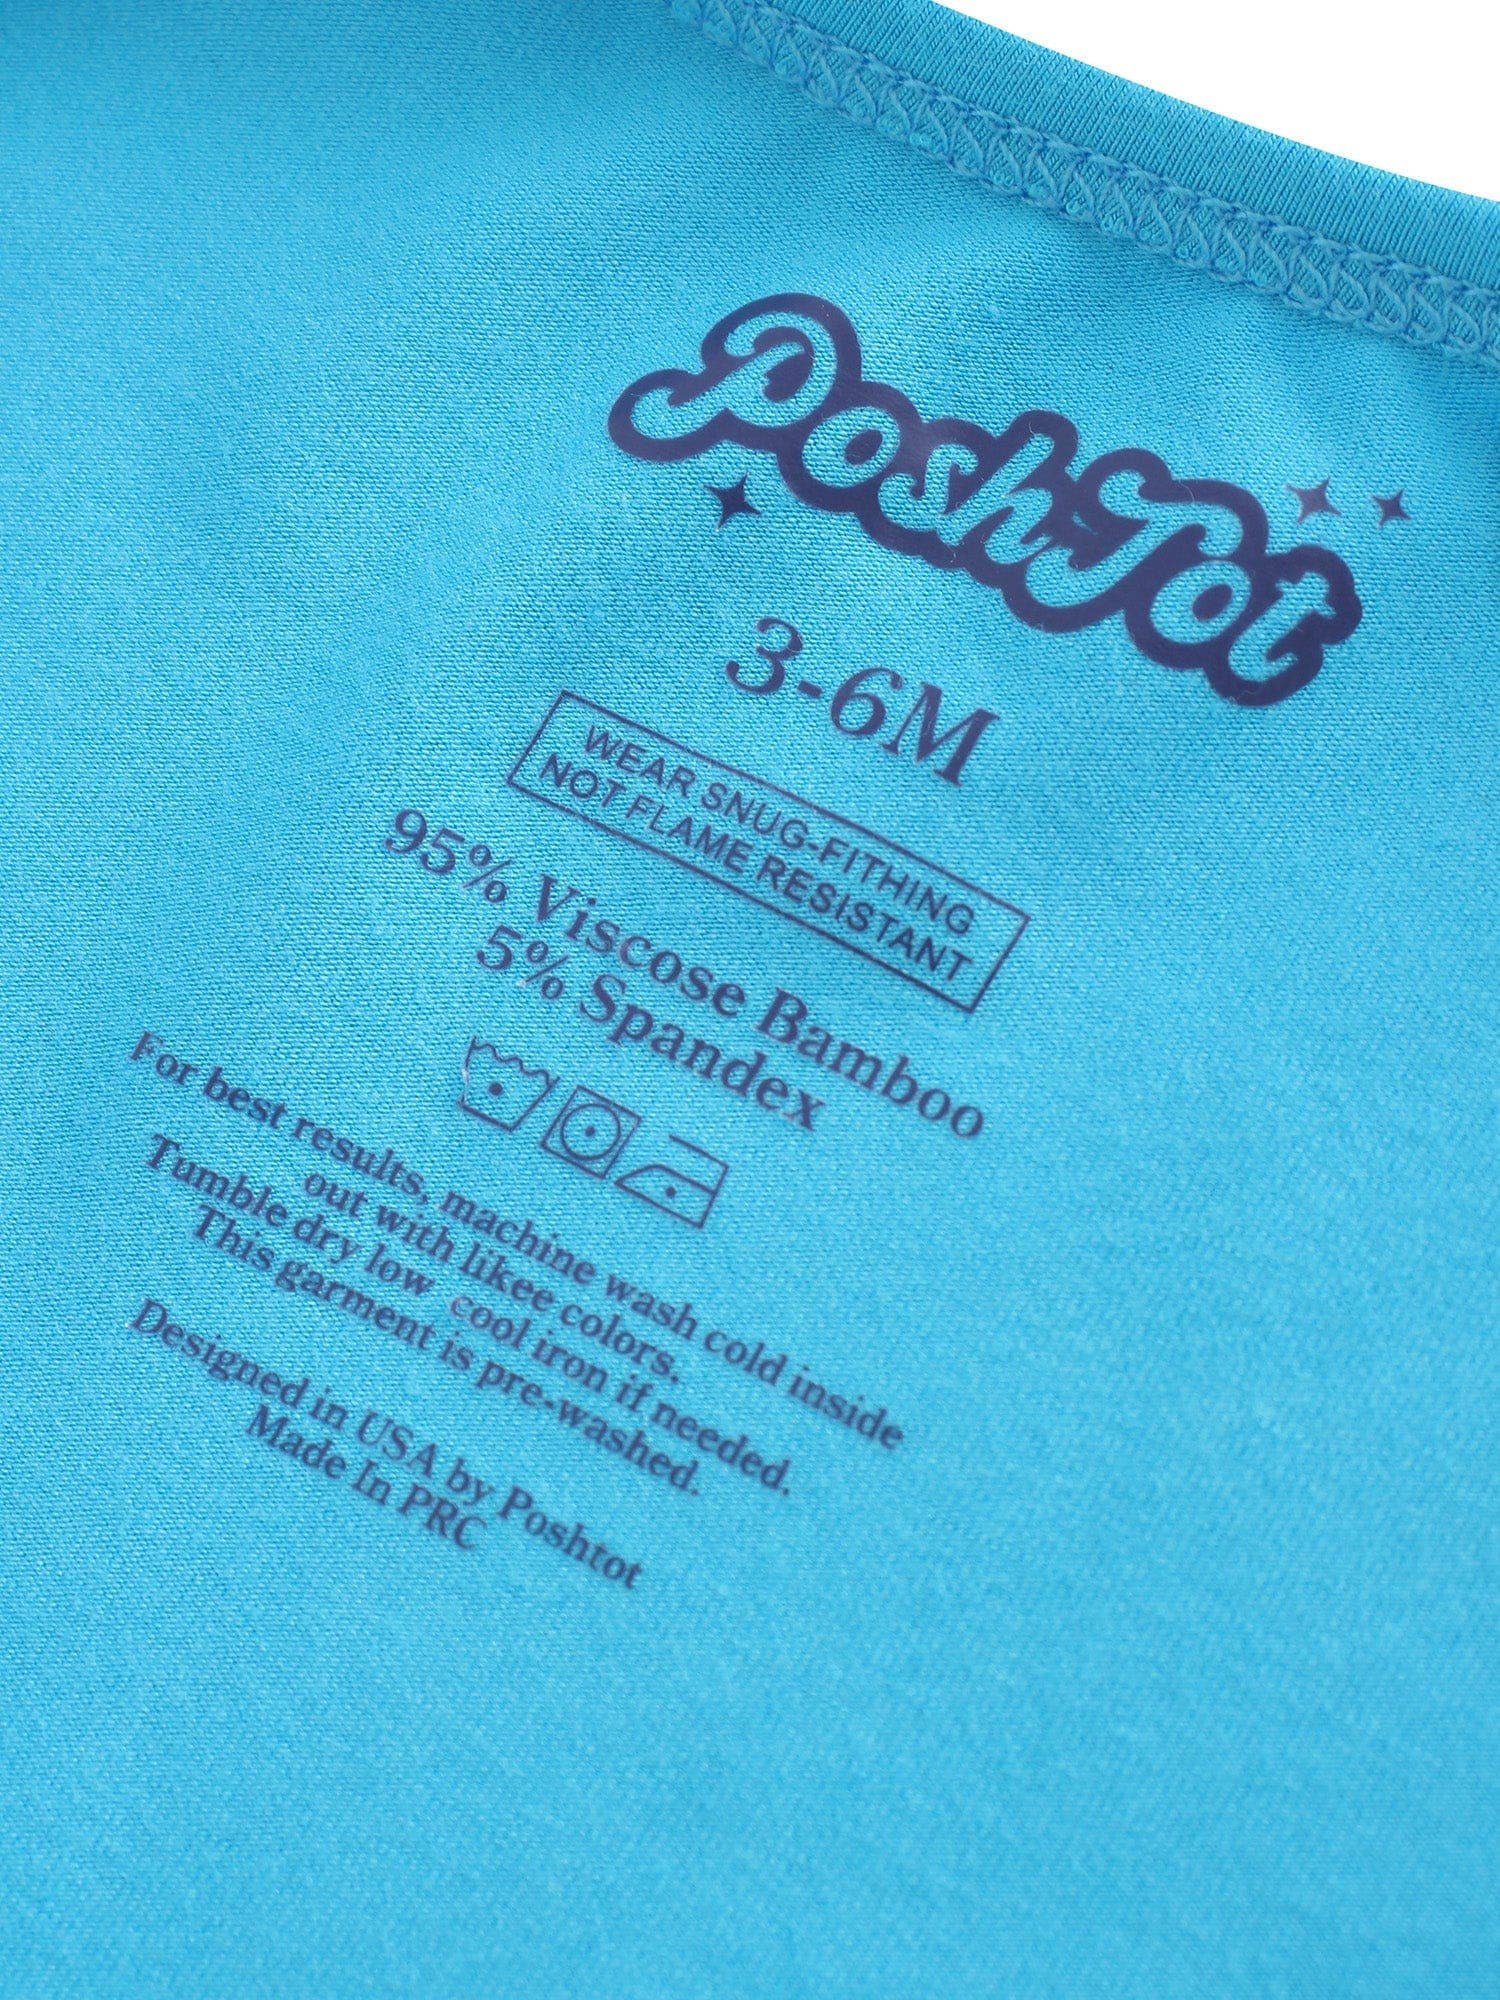 PoshTot
3-6M
WEAR SNUG-FITHING
NOT FLAME RESISTANT
95% Viscose Bamboo
5% Spandex
For best results, machine wash cold inside
out with likee colors.
Tumble dry low cool iron if needed.
This garment is pre-washed.
Designed in USA by Poshtot
Made In PRC